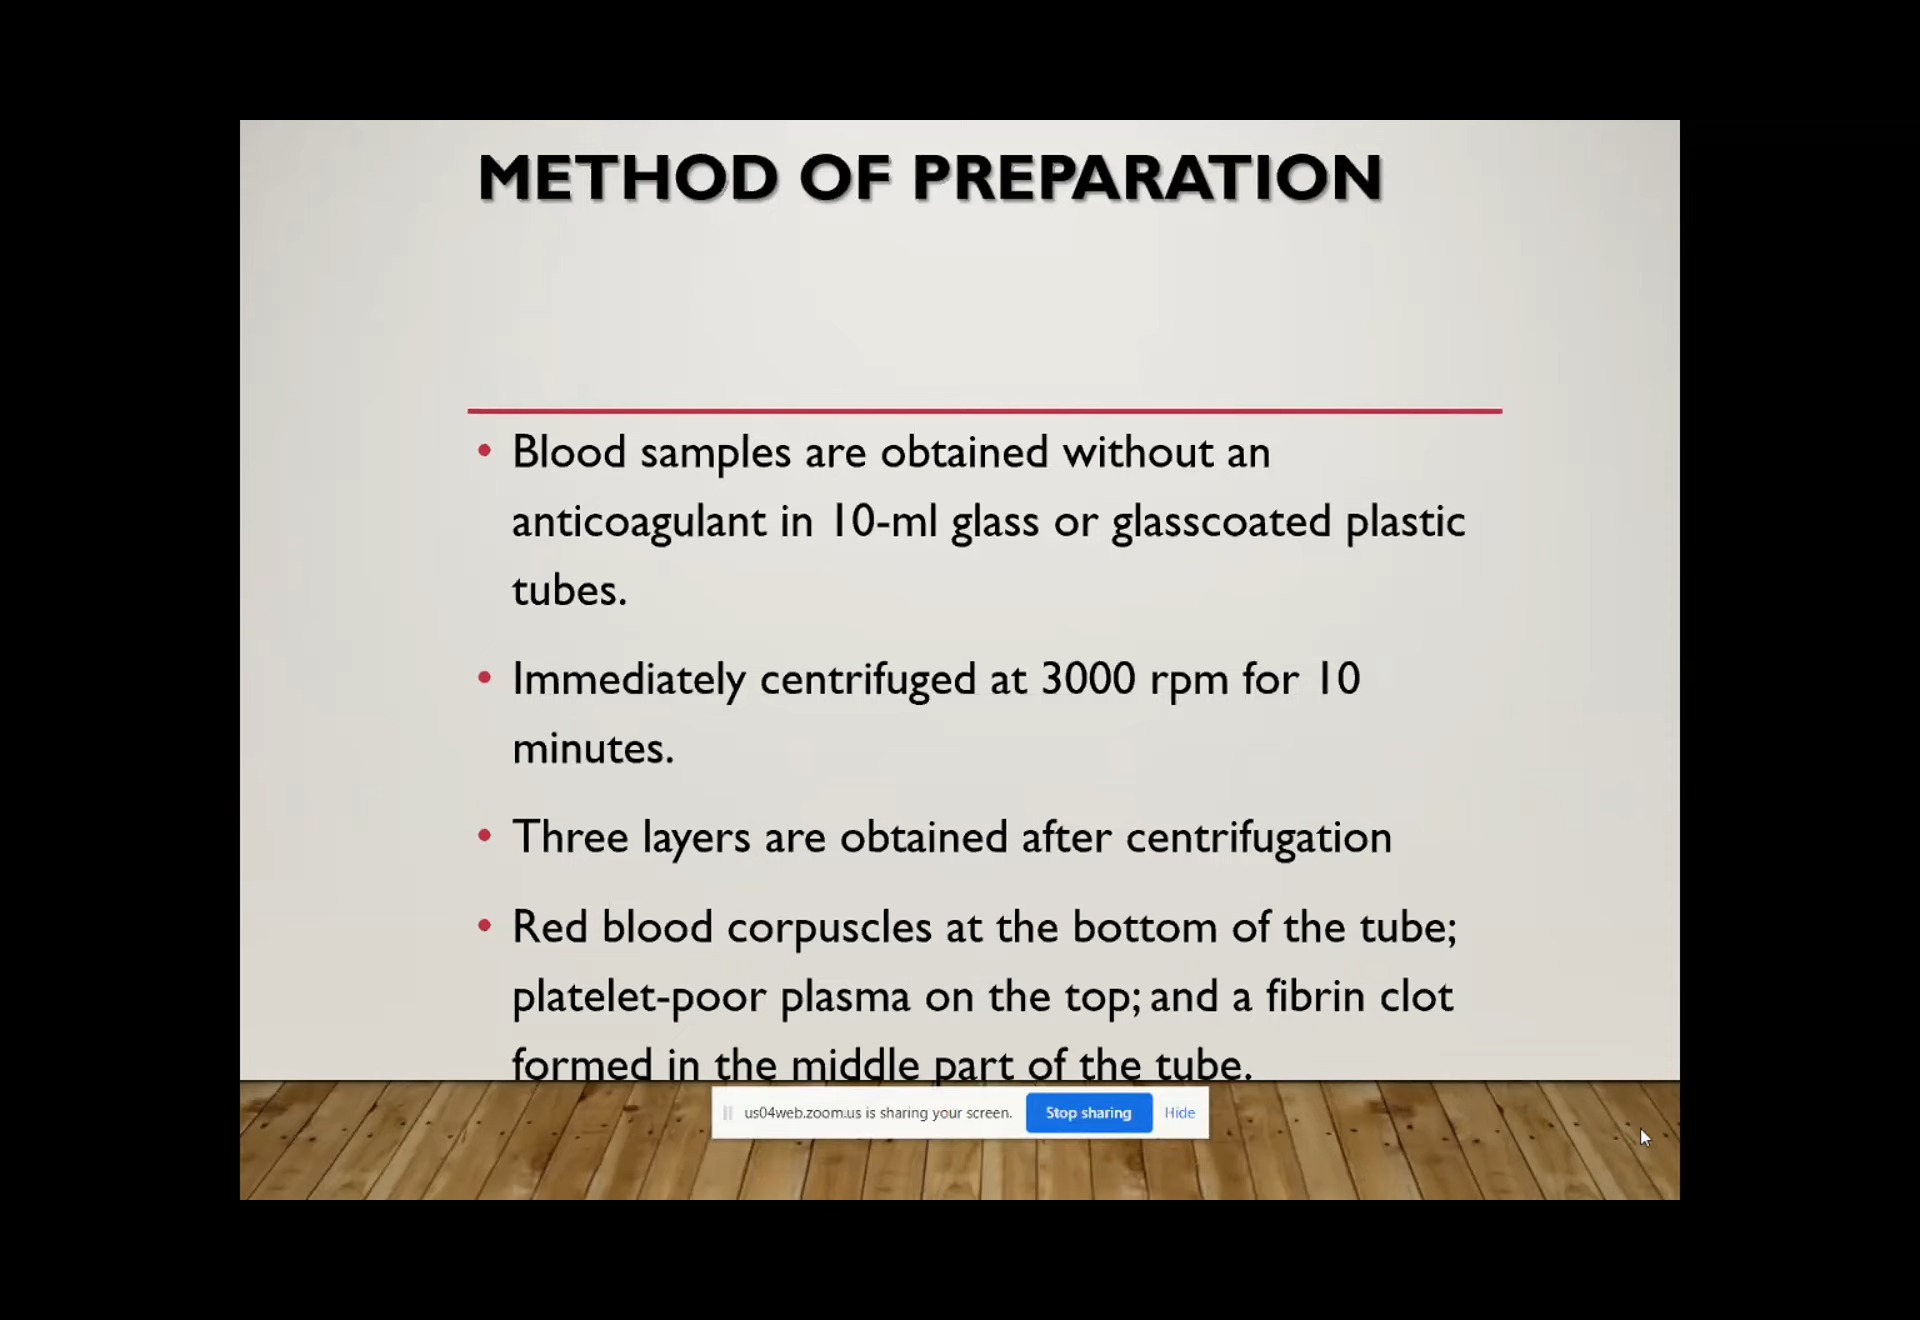 METHOD OF PREPARATION
• Blood samples are obtained without an
anticoagulant in 10-ml glass or glasscoated plastic
tubes.
• Immediately centrifuged at 3000 rpm for 10
minutes.
• Three layers are obtained after centrifugation
• Red blood corpuscles at the bottom of the tube;
platelet-poor plasma on the top; and a fibrin clot
formed in the middle part of the tube.
us04web.zoom.us is sharing your screen. Stop sharing Hide